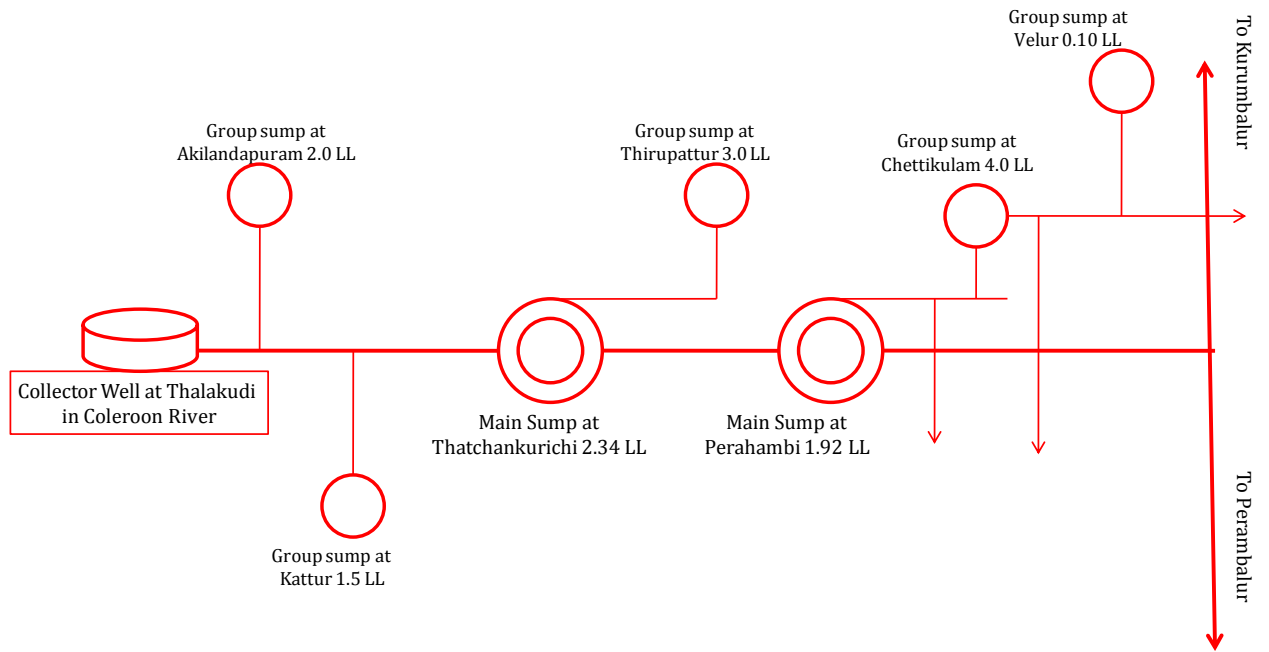 Group sump at
Velur 0.10 LL
To Kurumbalur
Group sump at
Akilandapuram 2.0 LL
Group sump at
Thirupattur 3.0 LL
Group sump at
Chettikulam 4.0 LL
Collector Well at Thalakudi
in Coleroon River
Main Sump at
Thatchankurichi 2.34 LL
Main Sump at
Perahambi 1.92 LL
To Perambalur
Group sump at
Kattur 1.5 LL